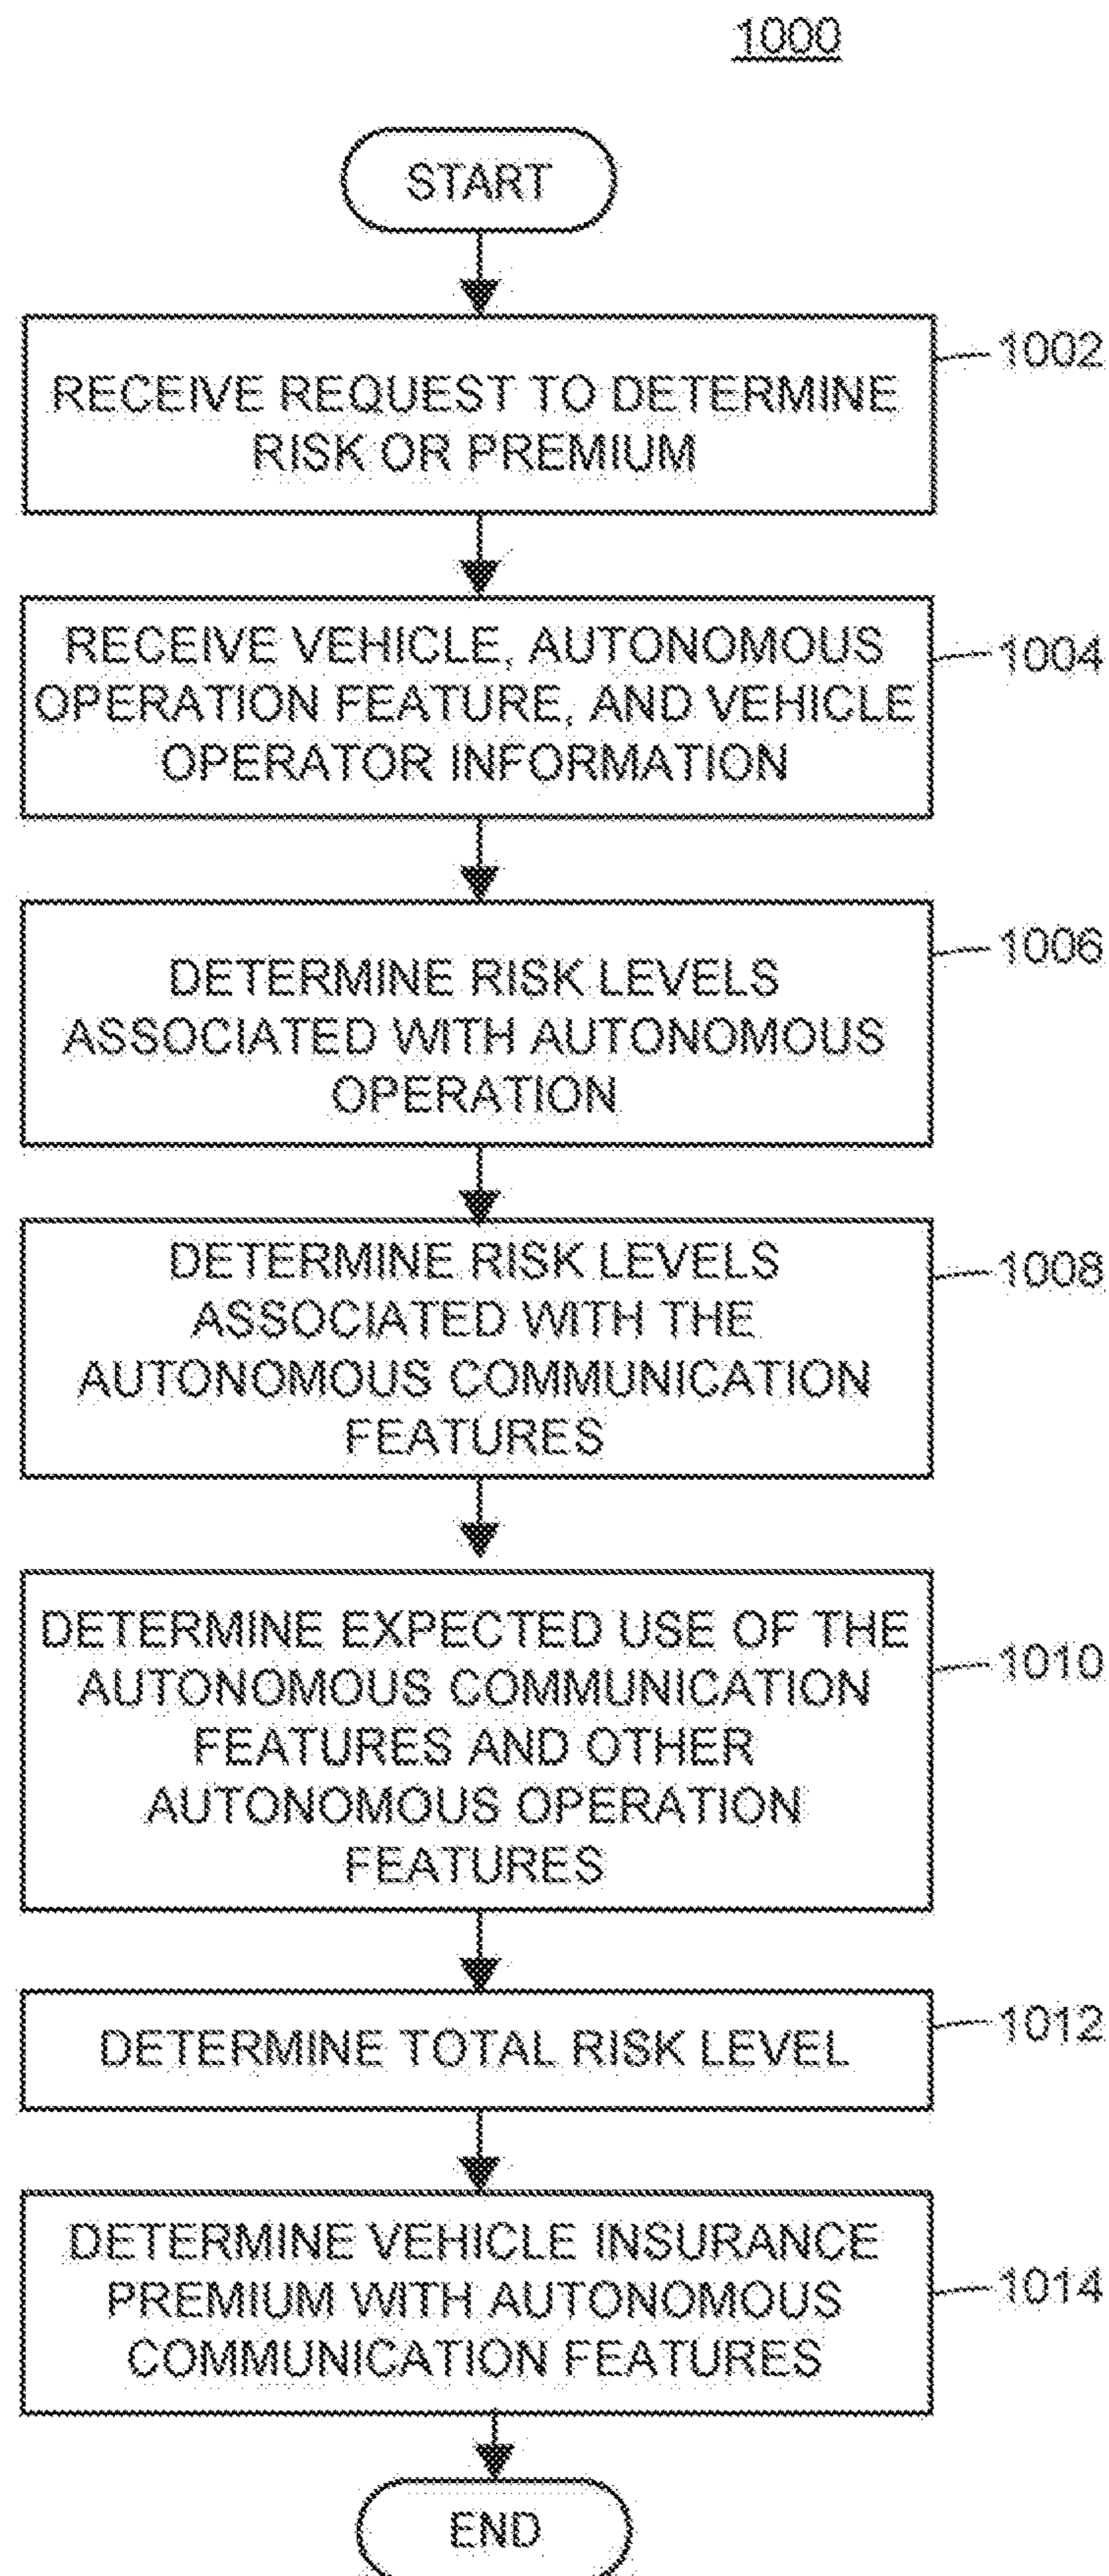 1000
START
RECEIVE REQUEST TO DETERMINE
RISK OR PREMIUM
1002
RECEIVE VEHICLE, AUTONOMOUS
OPERATION FEATURE, AND VEHICLE
OPERATOR INFORMATION
1004
DETERMINE RISK LEVELS
ASSOCIATED WITH AUTONOMOUS
OPERATION
1006
DETERMINE RISK LEVELS
ASSOCIATED WITH THE
AUTONOMOUS COMMUNICATION
FEATURES
1008
DETERMINE EXPECTED USE OF THE
AUTONOMOUS COMMUNICATION
FEATURES AND OTHER
AUTONOMOUS OPERATION
FEATURES
1010
DETERMINE TOTAL RISK LEVEL
1012
DETERMINE VEHICLE INSURANCE
PREMIUM WITH AUTONOMOUS
COMMUNICATION FEATURES
1014
END